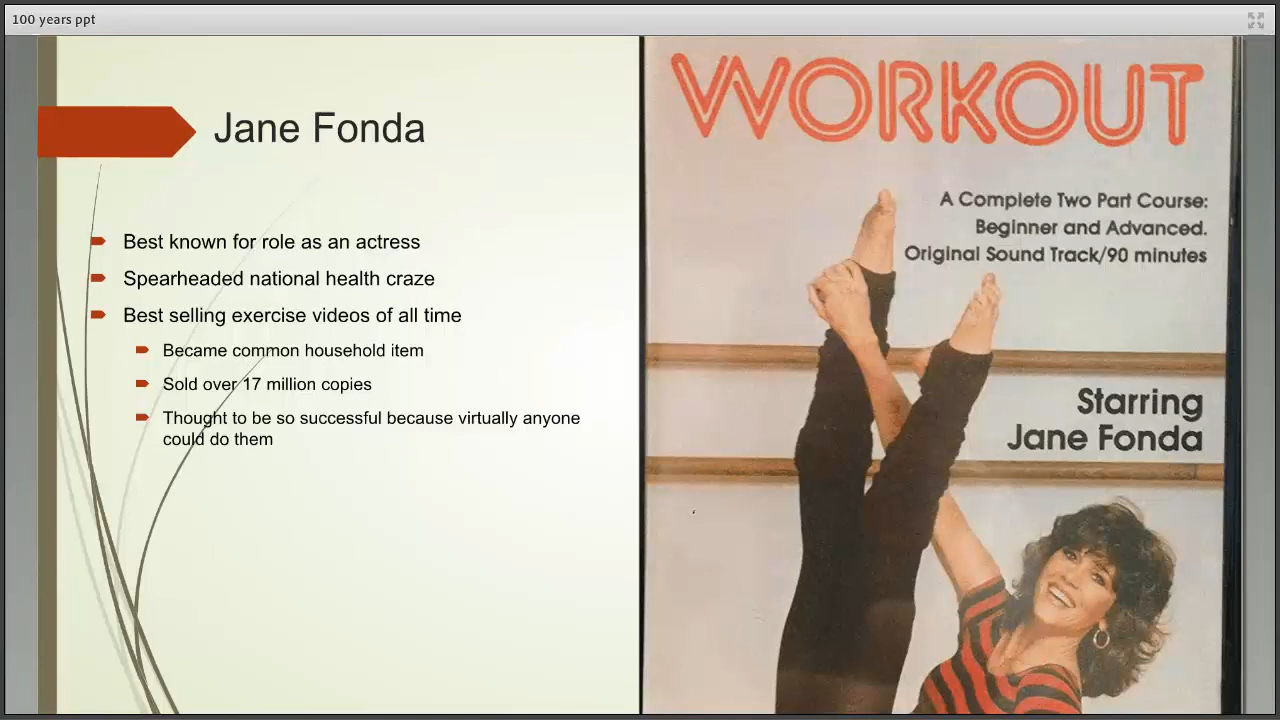 100 years ppt
Jane Fonda
Best known for role as an actress
Spearheaded national health craze
Best selling exercise videos of all time
Became common household item
Sold over 17 million copies
Thought to be so successful because virtually anyone
could do them
WORKOUT
A Complete Two Part Course:
Beginner and Advanced.
Original Sound Track/90 minutes
Starring
Jane Fonda